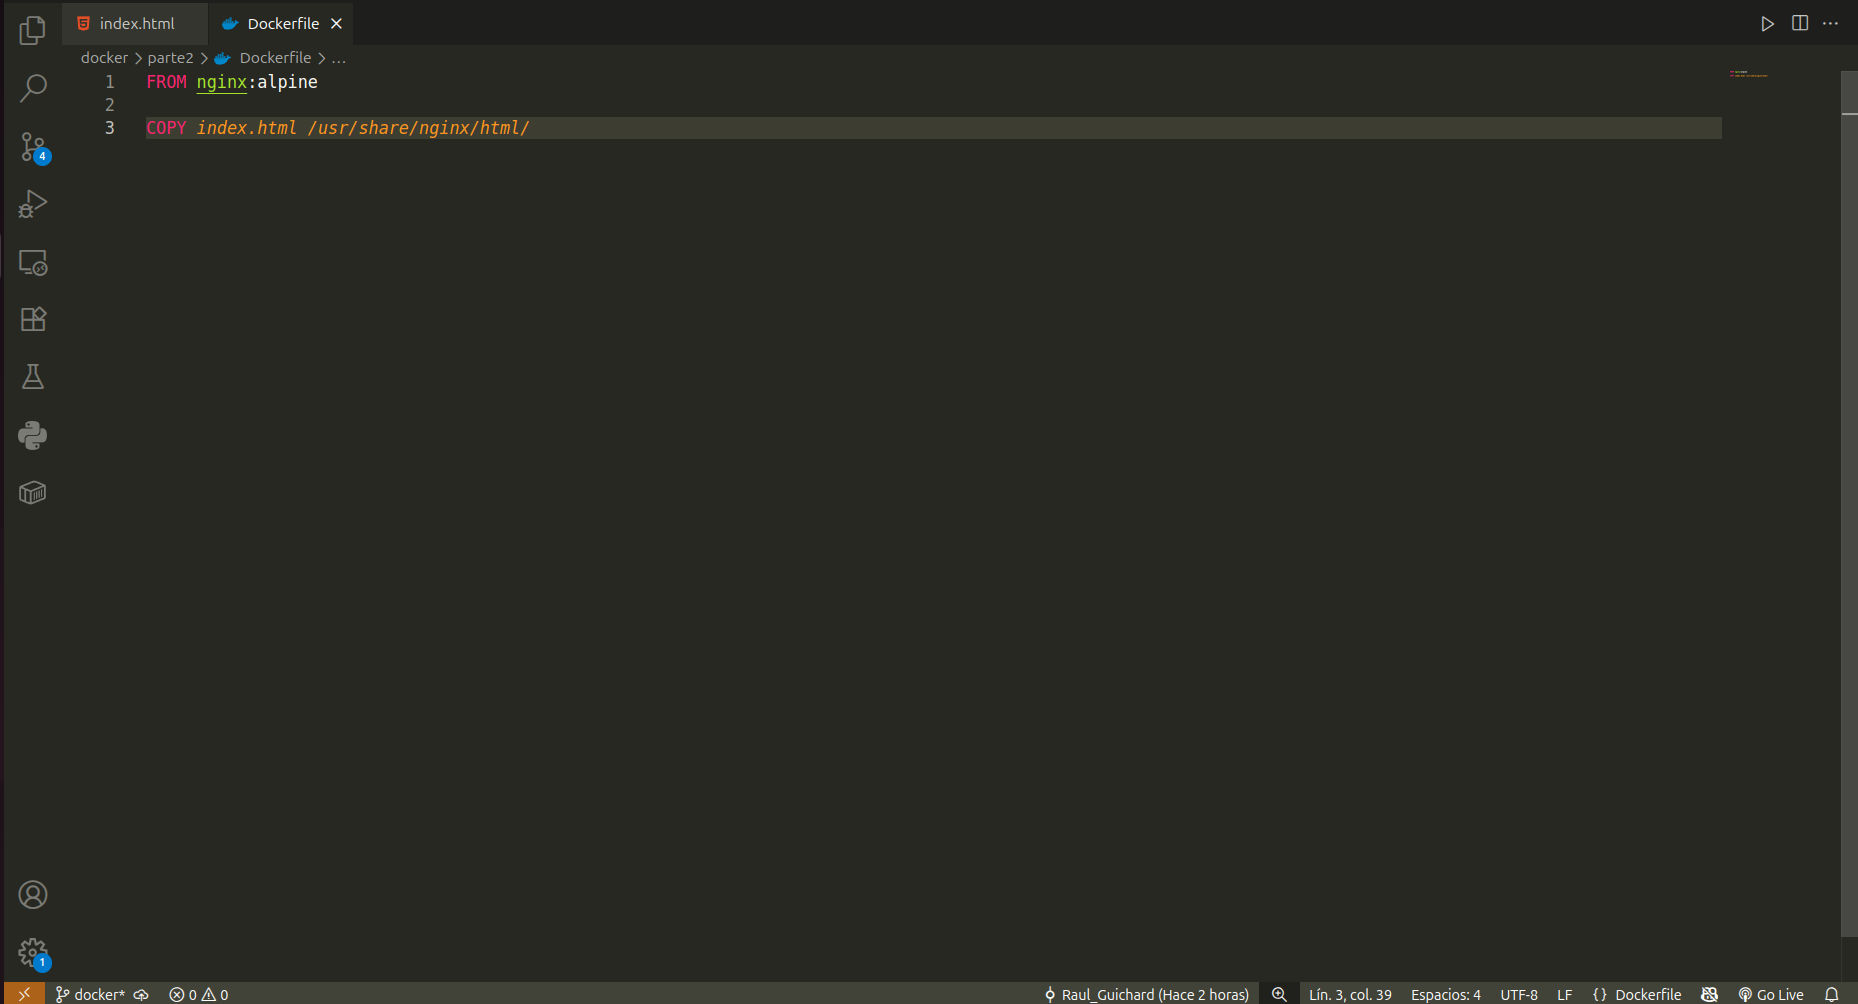 index.html Dockerfile
docker parte2 Dockerfile ...
1 FROM nginx:alpine
2
3 COPY index.html /usr/share/nginx/html/
4
1
docker* 0 0 Raul_Guichard (Hace 2 horas) Lín. 3, col. 39 Espacios: 4 UTF-8 LF {} Dockerfile Go Live